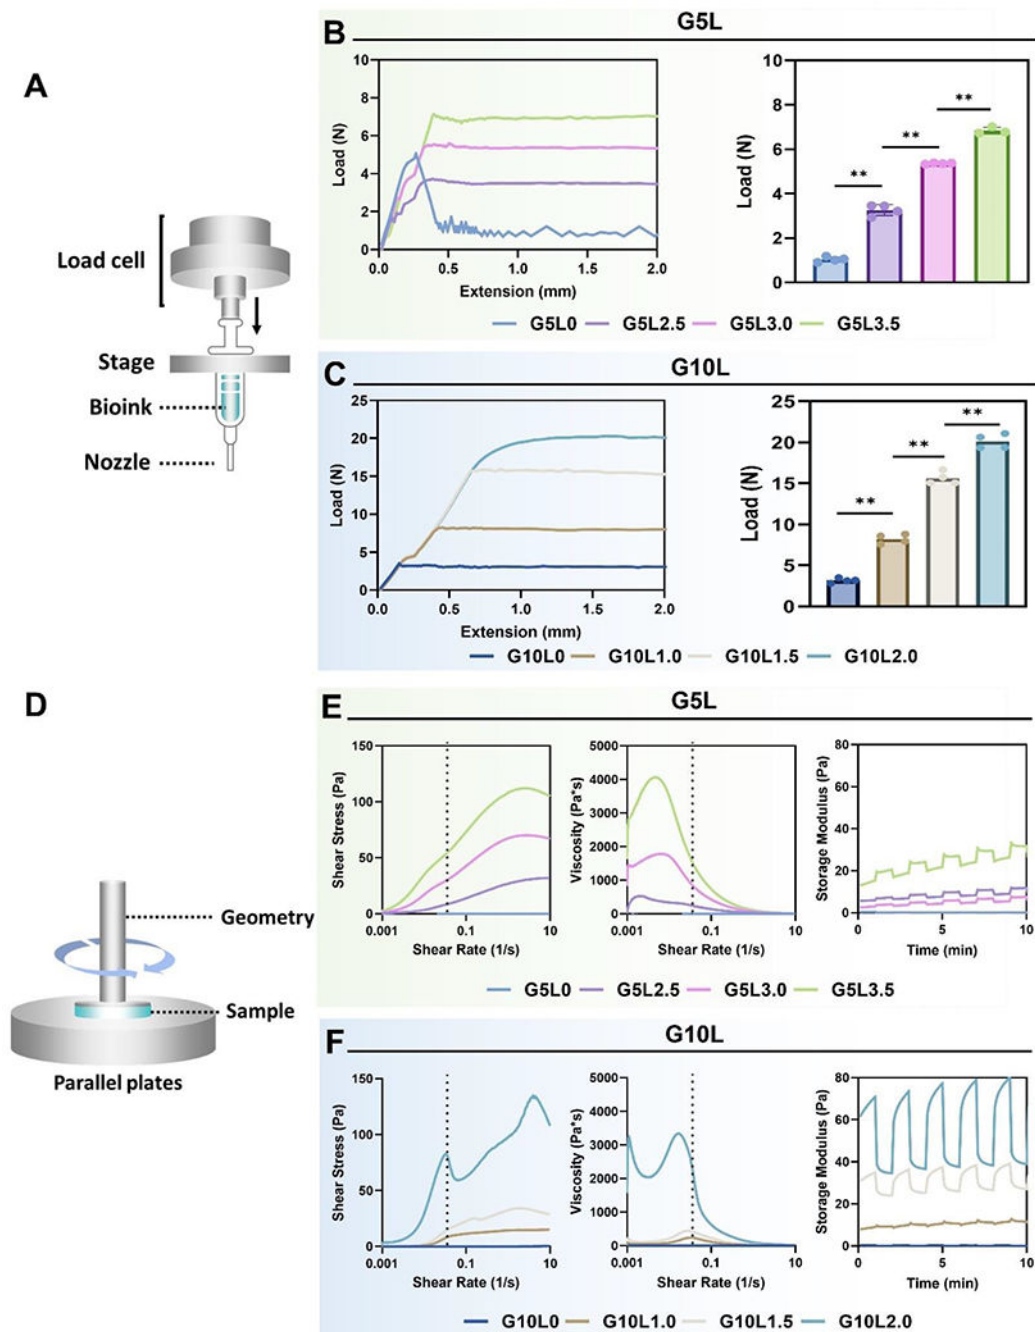 A
Load cell
Stage
Bioink
Nozzle
B
G5L
10
8
6
4
2
0
Load (N)
0.0
0.5
1.0
1.5
2.0
Extension (mm)
10
8
6
4
2
0
Load (N)
**
**
**
G5L0
G5L2.5
G5L3.0
G5L3.5
C
G10L
25
20
15
10
5
0
Load (N)
0.0
0.5
1.0
1.5
2.0
Extension (mm)
25
20
15
10
5
0
Load (N)
**
**
**
G10L0
G10L1.0
G10L1.5
G10L2.0
D
Geometry
Sample
Parallel plates
E
G5L
150
100
50
0
Shear Stress (Pa)
0.001
0.1
10
Shear Rate (1/s)
5000
4000
3000
2000
1000
0
Viscosity (Pa*s)
0.001
0.1
10
Shear Rate (1/s)
80
60
40
20
0
Storage Modulus (Pa)
0
5
10
Time (min)
G5L0
G5L2.5
G5L3.0
G5L3.5
F
G10L
150
100
50
0
Shear Stress (Pa)
0.001
0.1
10
Shear Rate (1/s)
5000
4000
3000
2000
1000
0
Viscosity (Pa*s)
0.001
0.1
10
Shear Rate (1/s)
80
60
40
20
0
Storage Modulus (Pa)
0
5
10
Time (min)
G10L0
G10L1.0
G10L1.5
G10L2.0